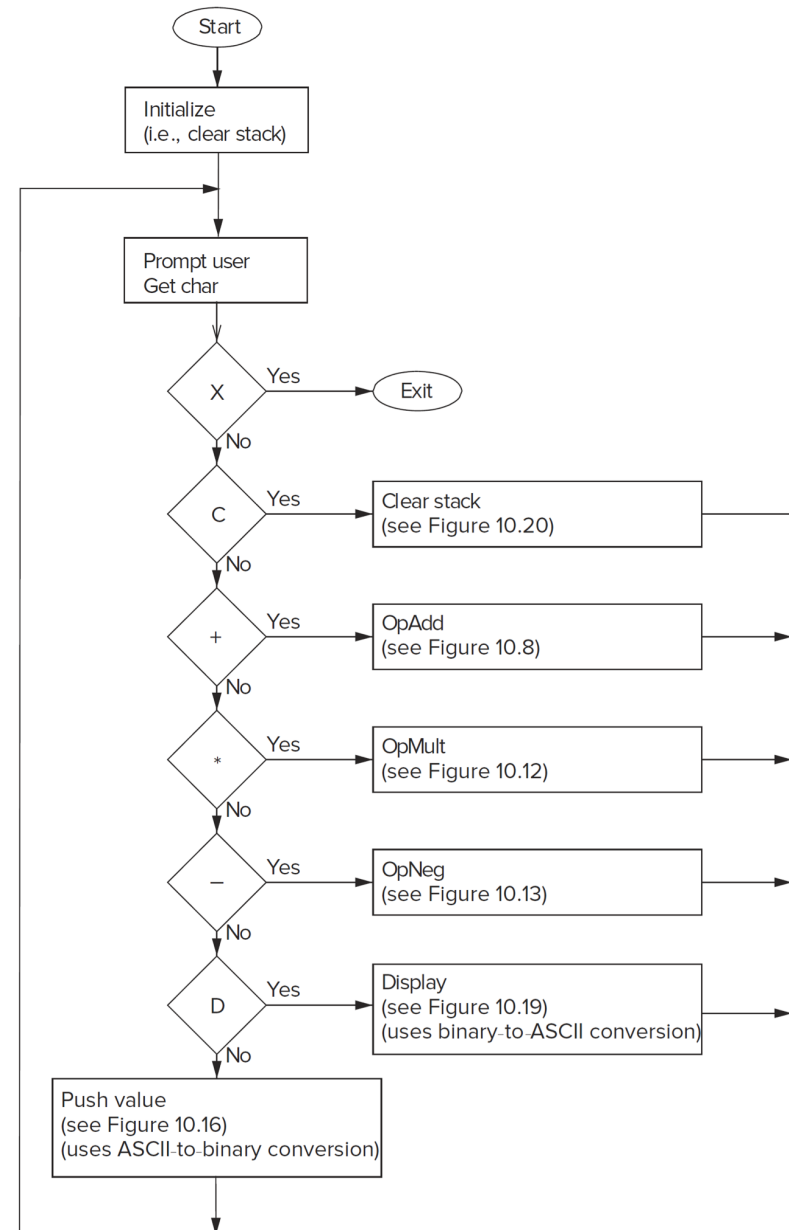 Start
Initialize
(i.e., clear stack)
Prompt user
Get char
X
Yes
Exit
No
C
Yes
Clear stack
(see Figure 10.20)
No
+
Yes
OpAdd
(see Figure 10.8)
No
*
Yes
OpMult
(see Figure 10.12)
No
−
Yes
OpNeg
(see Figure 10.13)
No
D
Yes
Display
(see Figure 10.19)
(uses binary-to-ASCII conversion)
No
Push value
(see Figure 10.16)
(uses ASCII-to-binary conversion)